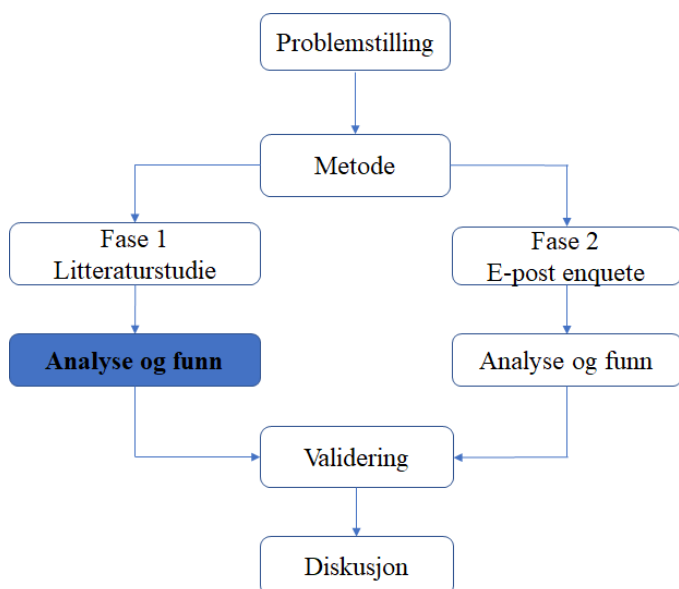 Problemstilling
Metode
Fase 1
Litteraturstudie
Fase 2
E-post enquete
Analyse og funn
Analyse og funn
Validering
Diskusjon